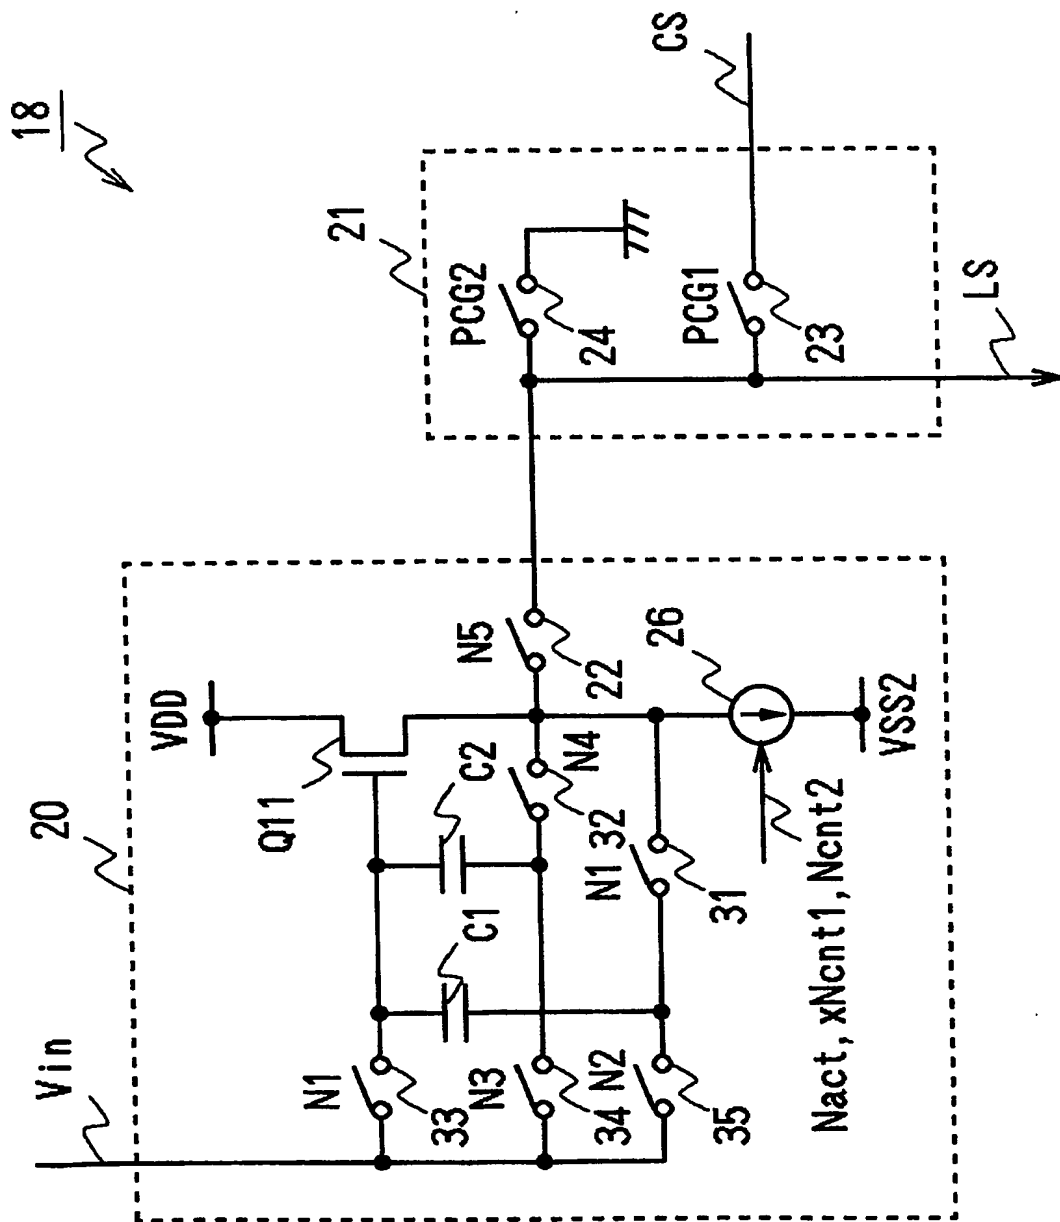 18
20
21
Vin
VDD
Q11
C2
C1
N1
33
N3
34
N2
35
N4
32
N1
31
N5
22
26
VSS2
Nact, xNcnt1, Ncnt2
PCG2
24
PCG1
23
CS
LS